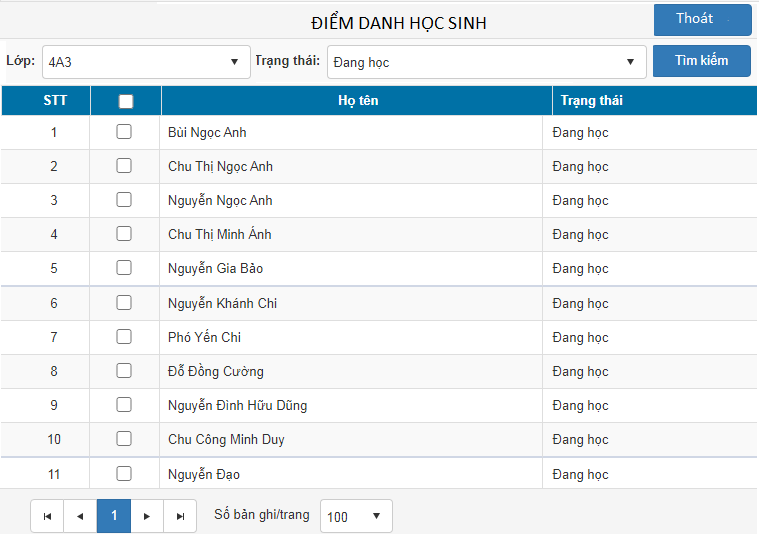 ĐIỂM DANH HỌC SINH Thoát
Lớp: 4A3 Trạng thái: Đang học Tìm kiếm
STT Họ tên Trạng thái
1 Bùi Ngọc Anh Đang học
2 Chu Thị Ngọc Anh Đang học
3 Nguyễn Ngọc Anh Đang học
4 Chu Thị Minh Ánh Đang học
5 Nguyễn Gia Bảo Đang học
6 Nguyễn Khánh Chi Đang học
7 Phó Yến Chi Đang học
8 Đỗ Đồng Cường Đang học
9 Nguyễn Đình Hữu Dũng Đang học
10 Chu Công Minh Duy Đang học
11 Nguyễn Đạo Đang học
1 Số bản ghi/trang 100